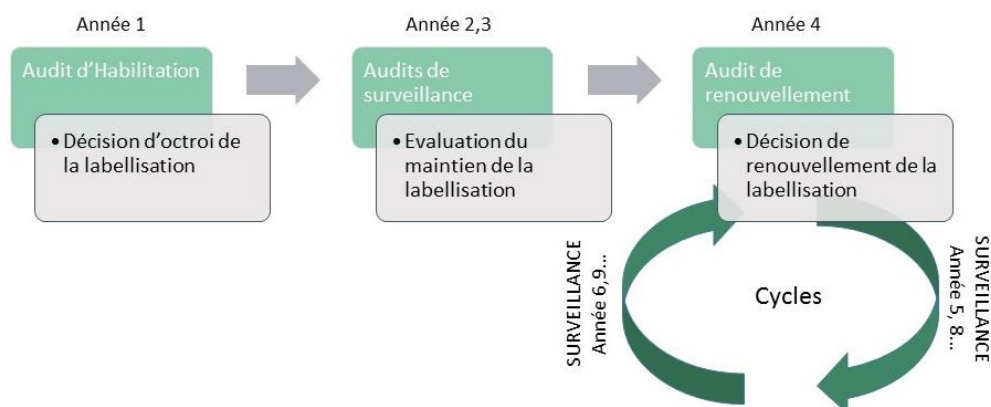 Année 1
Audit d'Habilitation
• Décision d'octroi de
la labellisation
Année 2,3
Audits de
surveillance
• Evaluation du
maintien de la
labellisation
Année 4
Audit de
renouvellement
• Décision de
renouvellement de la
labellisation
SURVEILLANCE
Année 6,9...
Cycles
SURVEILLANCE
Année 5, 8...